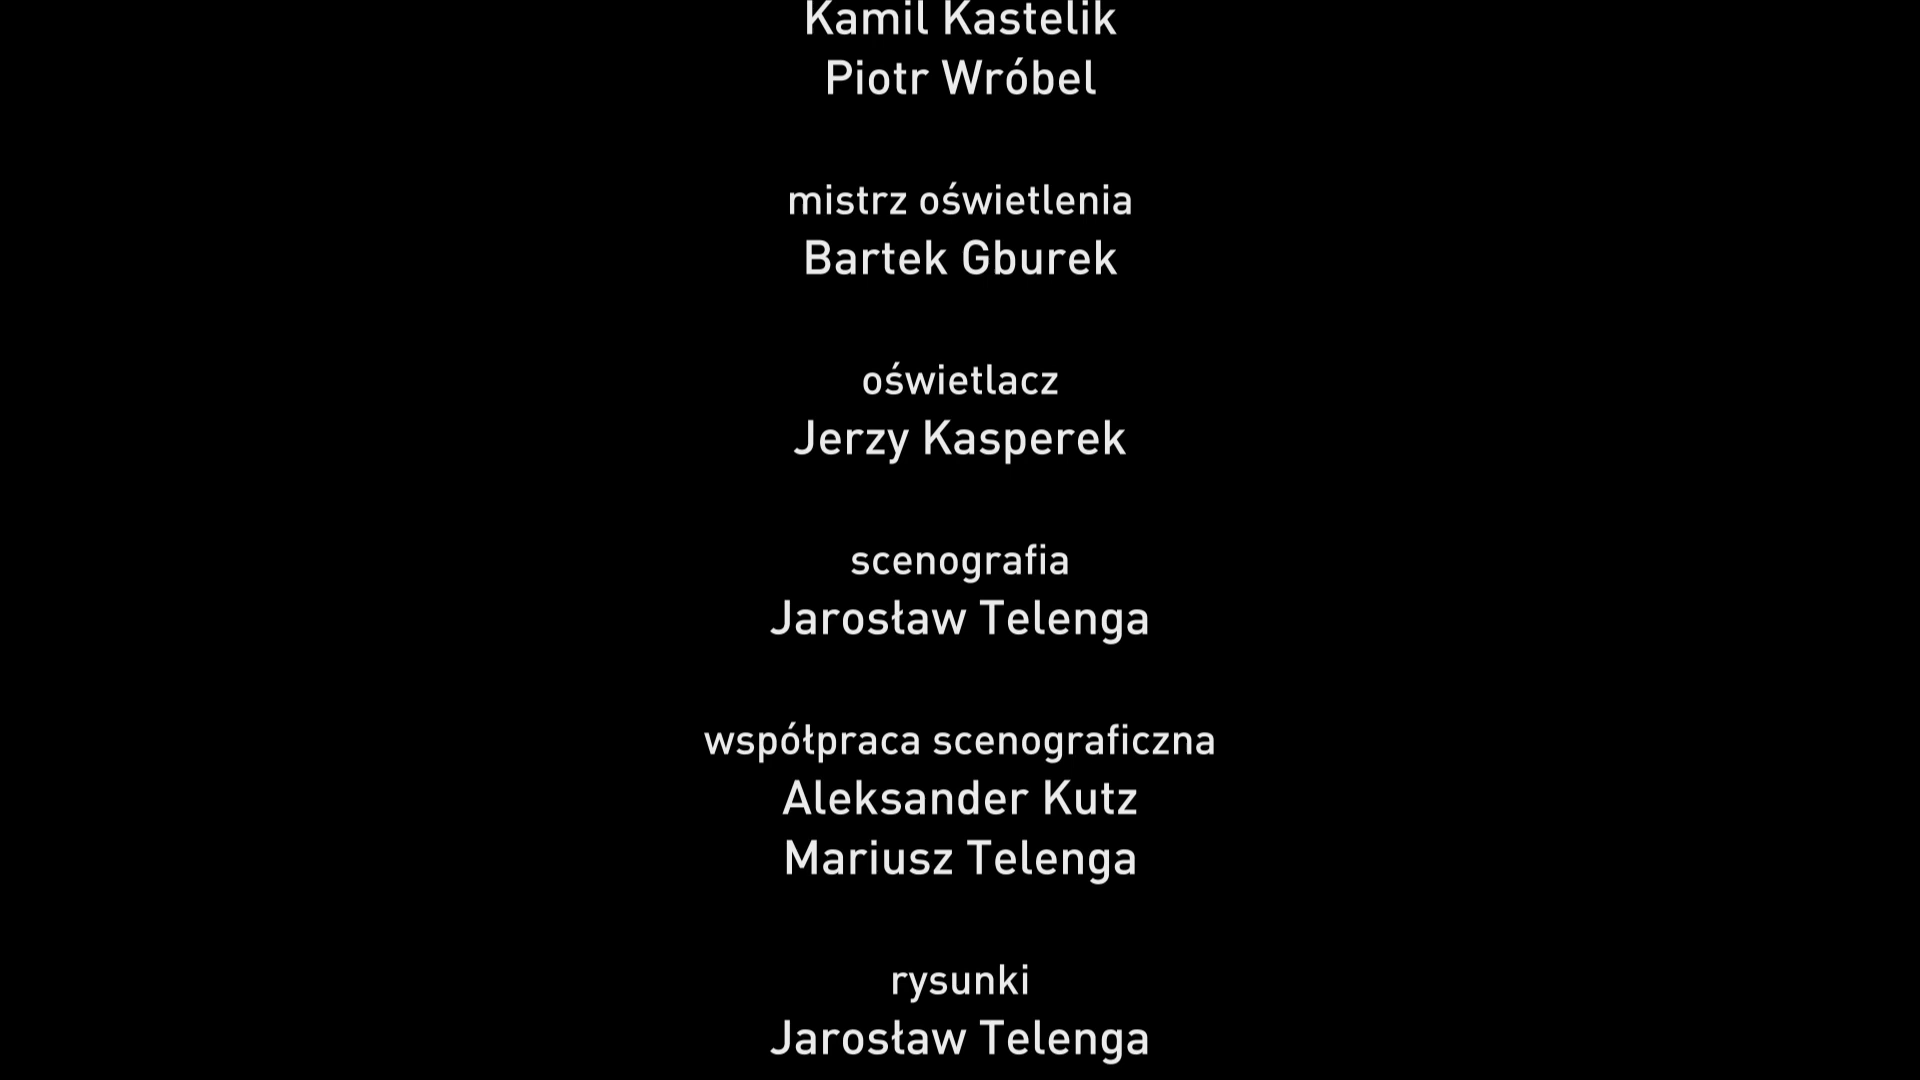 Kamil Kastelik
Piotr Wróbel
mistrz oświetlenia
Bartek Gburek
oświetlacz
Jerzy Kasperek
scenografia
Jarosław Telenga
współpraca scenograficzna
Aleksander Kutz
Mariusz Telenga
rysunki
Jarosław Telenga